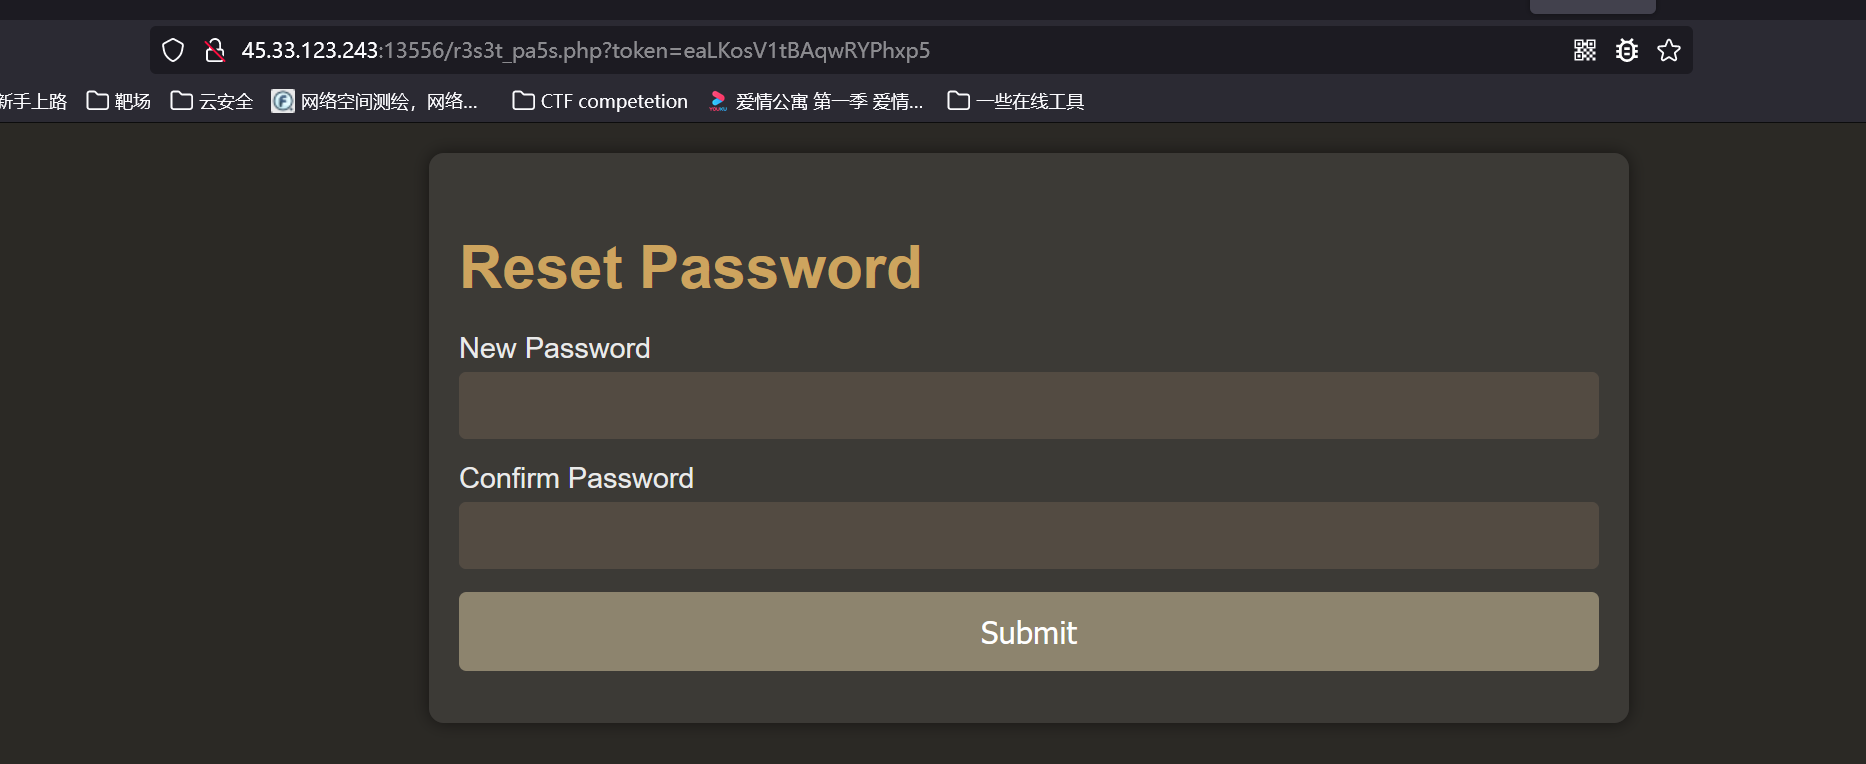 45.33.123.243:13556/r3s3t_pa5s.php?token=eaLKosV1tBAqwRYPhxp5
新手上路 靶场 云安全 网络空间测绘，网络... CTF competetion 爱情公寓 第一季 爱情... 一些在线工具
Reset Password
New Password
Confirm Password
Submit